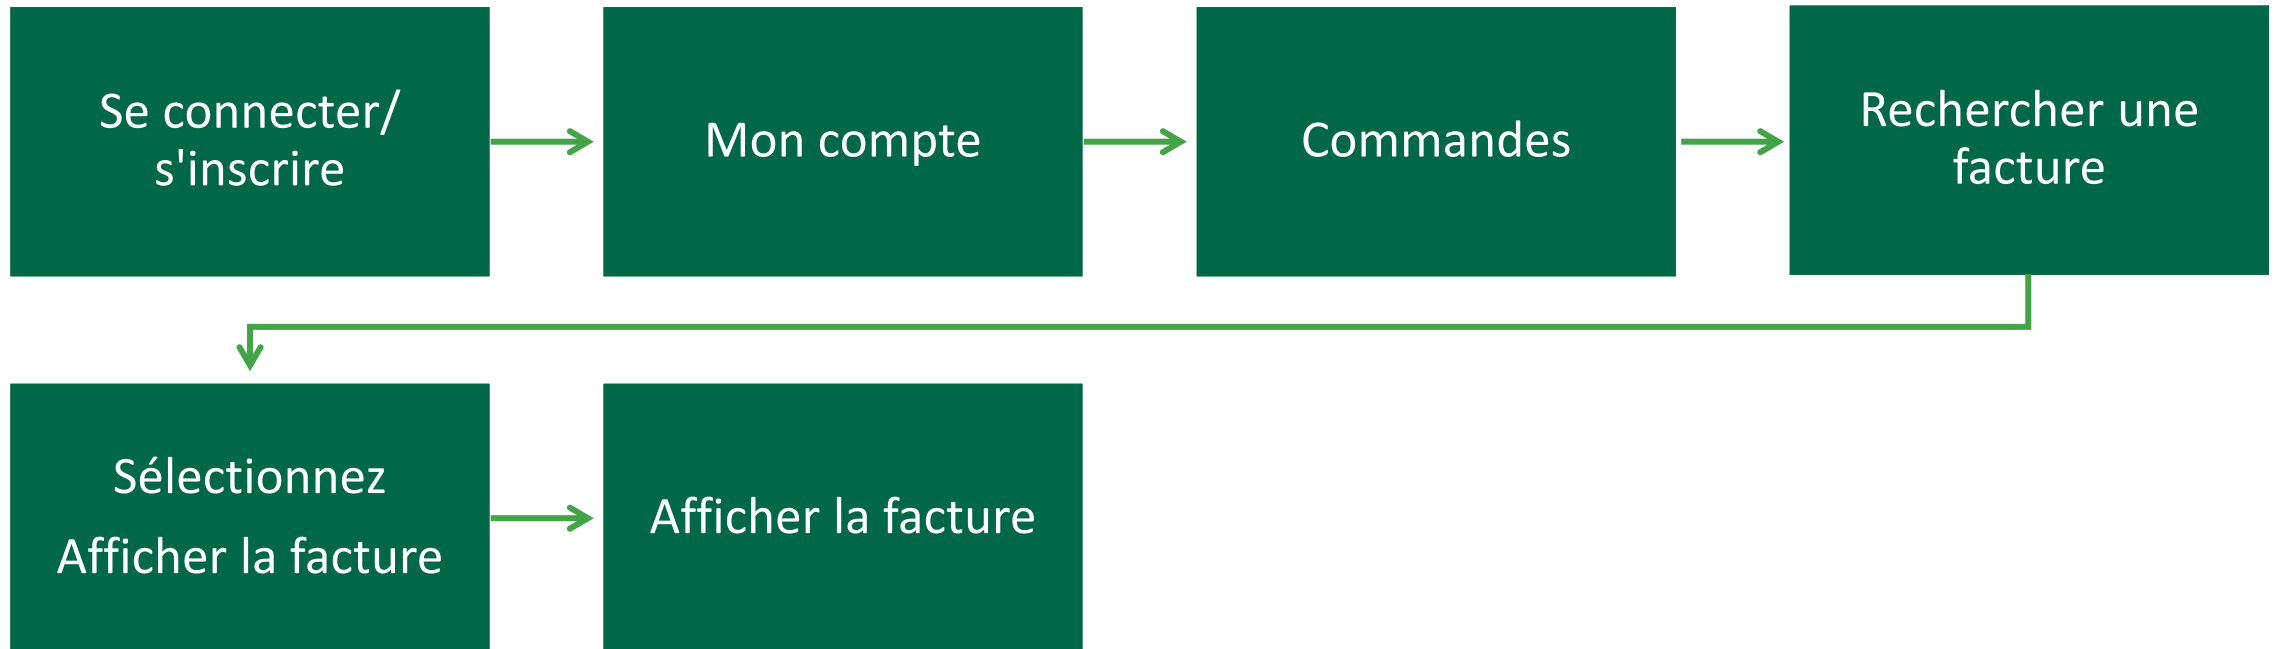 Se connecter/
s'inscrire
Mon compte
Commandes
Rechercher une
facture
Sélectionnez
Afficher la facture
Afficher la facture